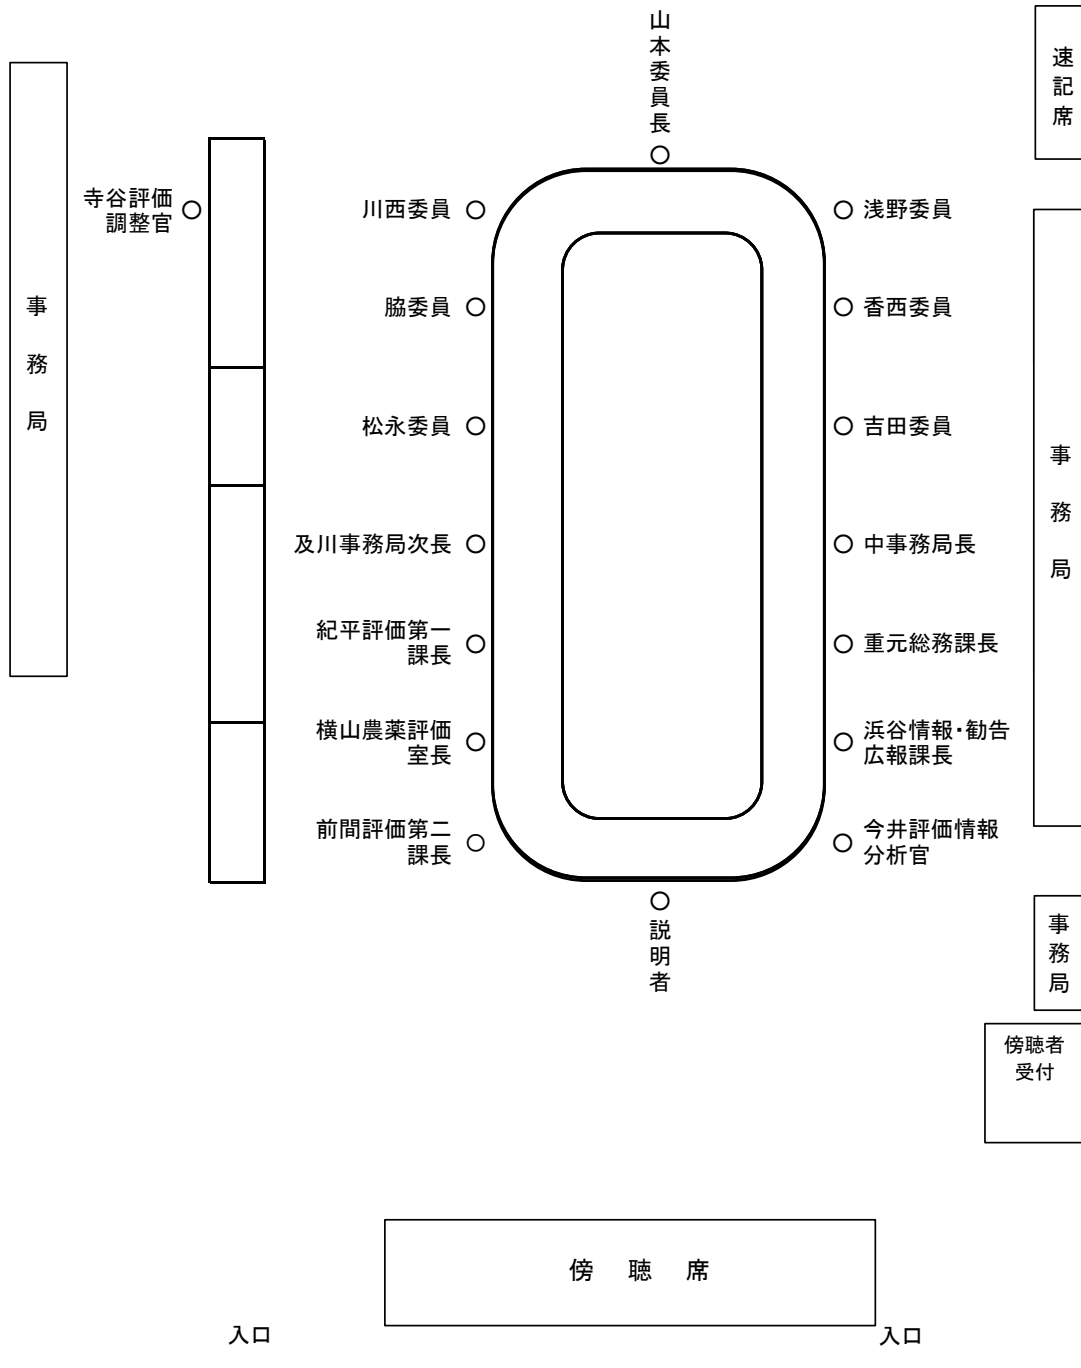 山本委員長
速記席
寺谷評価
調整官
川西委員
浅野委員
脇委員
香西委員
事務局
松永委員
吉田委員
事務局
及川事務局次長
中事務局長
紀平評価第一
課長
重元総務課長
横山農薬評価
室長
浜谷情報・勧告
広報課長
前間評価第二
課長
今井評価情報
分析官
説明者
事務局
傍聴者
受付
傍聴席
入口
入口